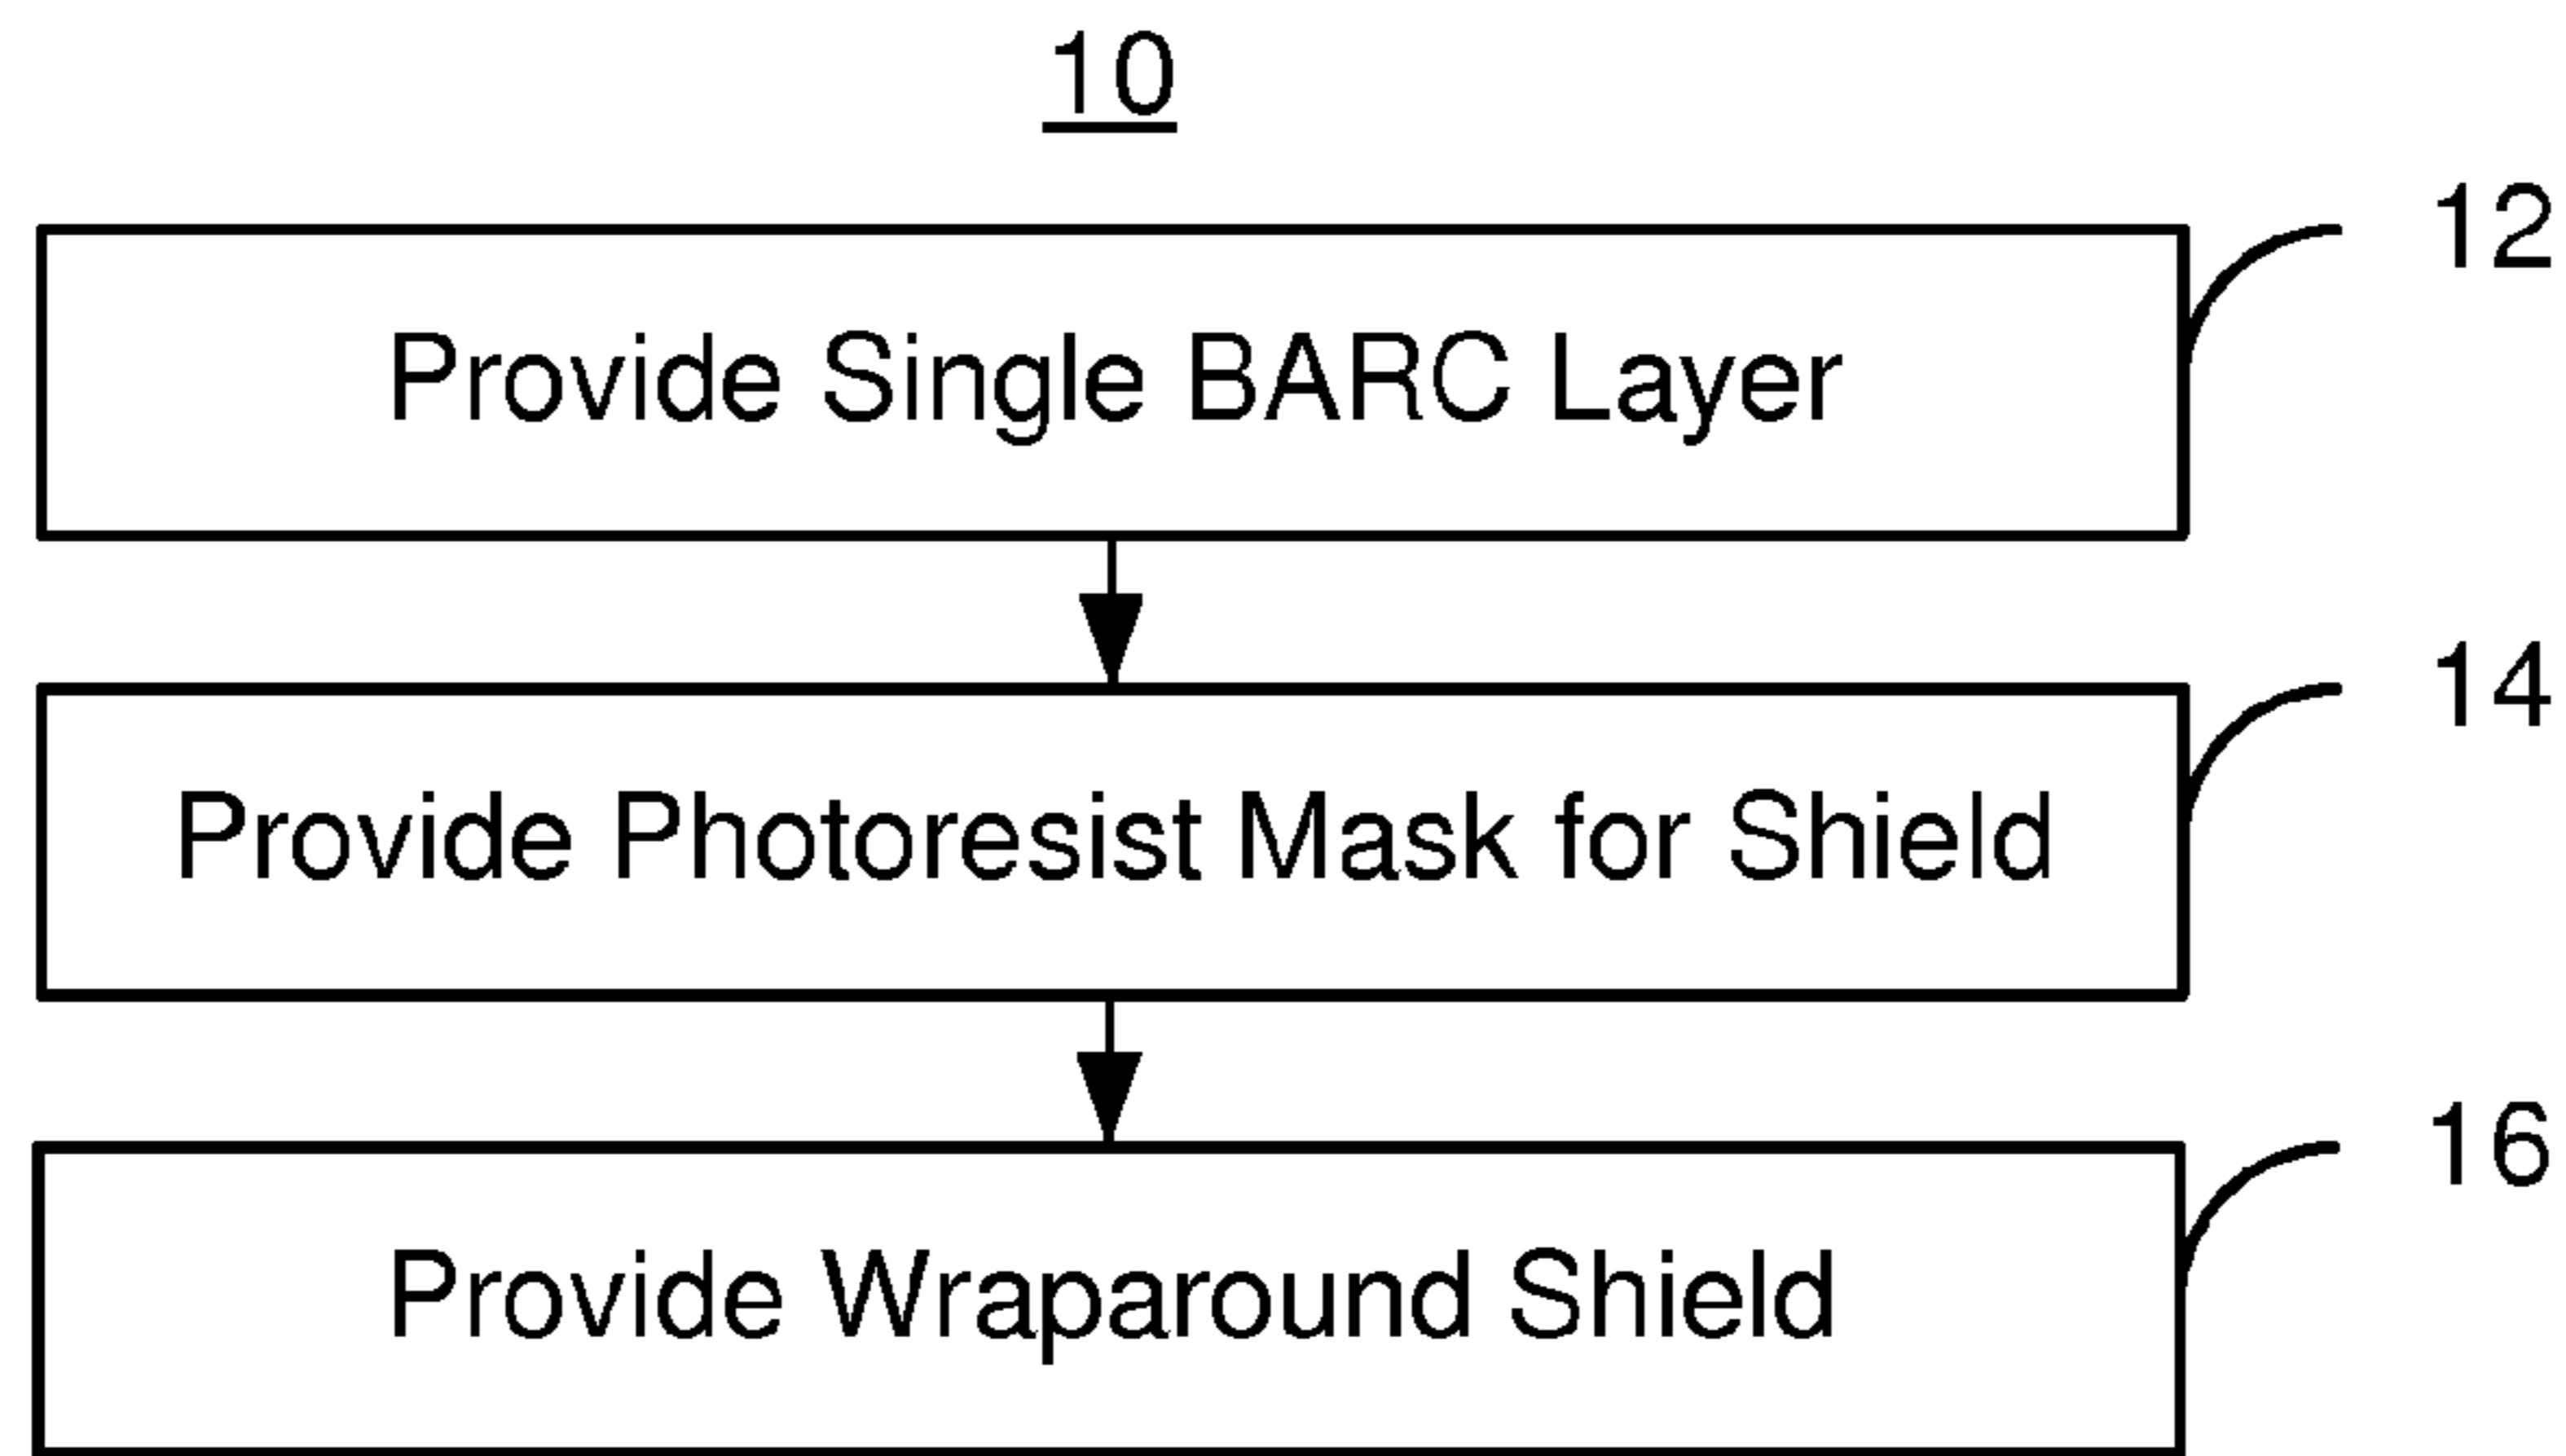 10
12
Provide Single BARC Layer
14
Provide Photoresist Mask for Shield
16
Provide Wraparound Shield